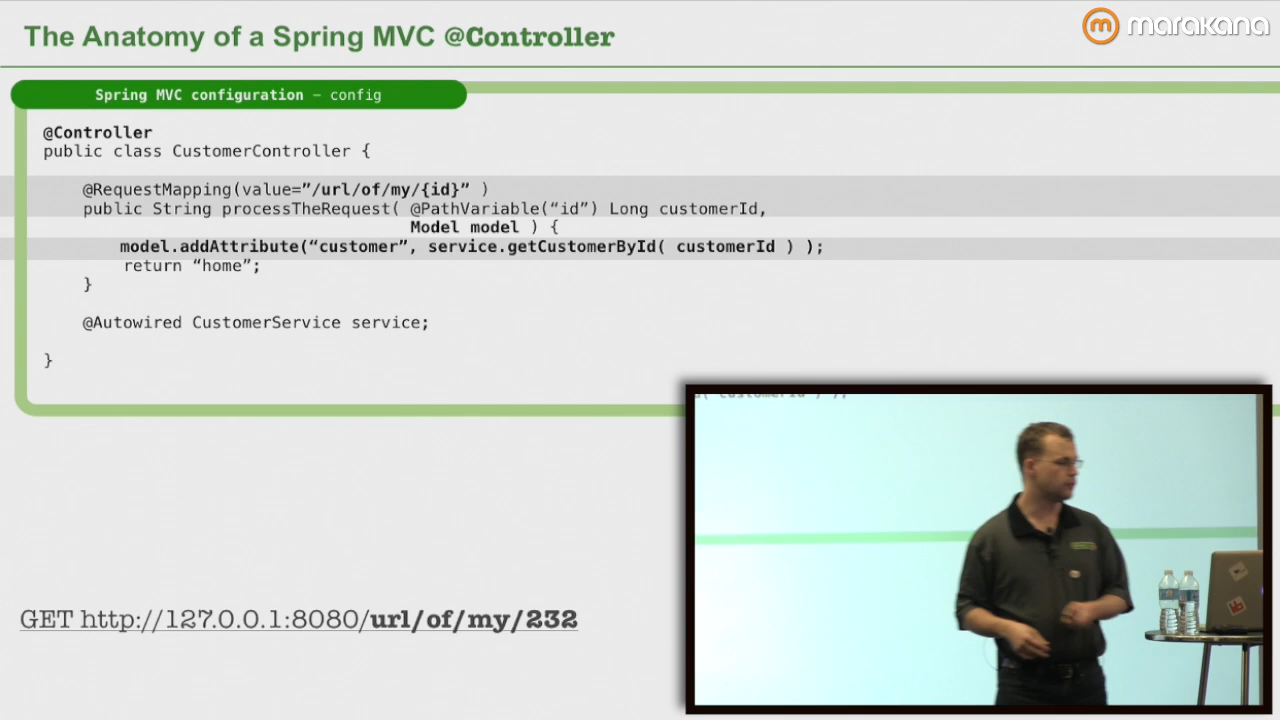 The Anatomy of a Spring MVC @Controller
marakana
Spring MVC configuration – config
@Controller
public class CustomerController {
@RequestMapping(value=”/url/of/my/{id}” )
public String processTheRequest( @PathVariable(“id”) Long customerId,
Model model ) {
model.addAttribute(“customer”, service.getCustomerById( customerId ) );
return “home”;
}
@Autowired CustomerService service;
}
GET http://127.0.0.1:8080/url/of/my/232